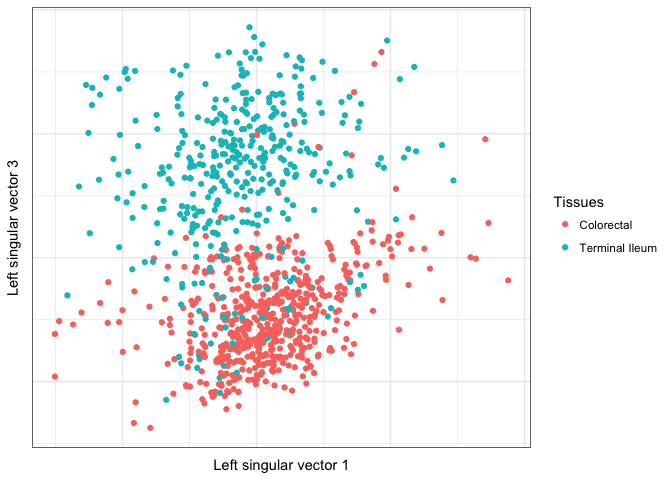 Left singular vector 3
Left singular vector 1
Tissues
Colorectal
Terminal Ileum